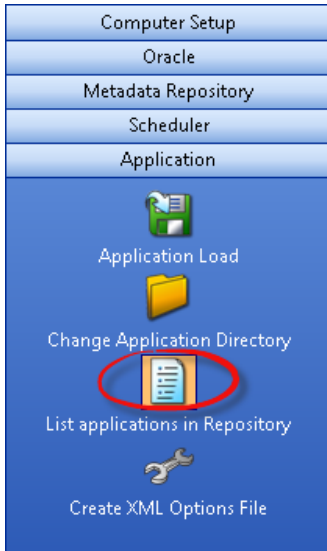 Computer Setup
Oracle
Metadata Repository
Scheduler
Application
Application Load
Change Application Directory
List applications in Repository
Create XML Options File